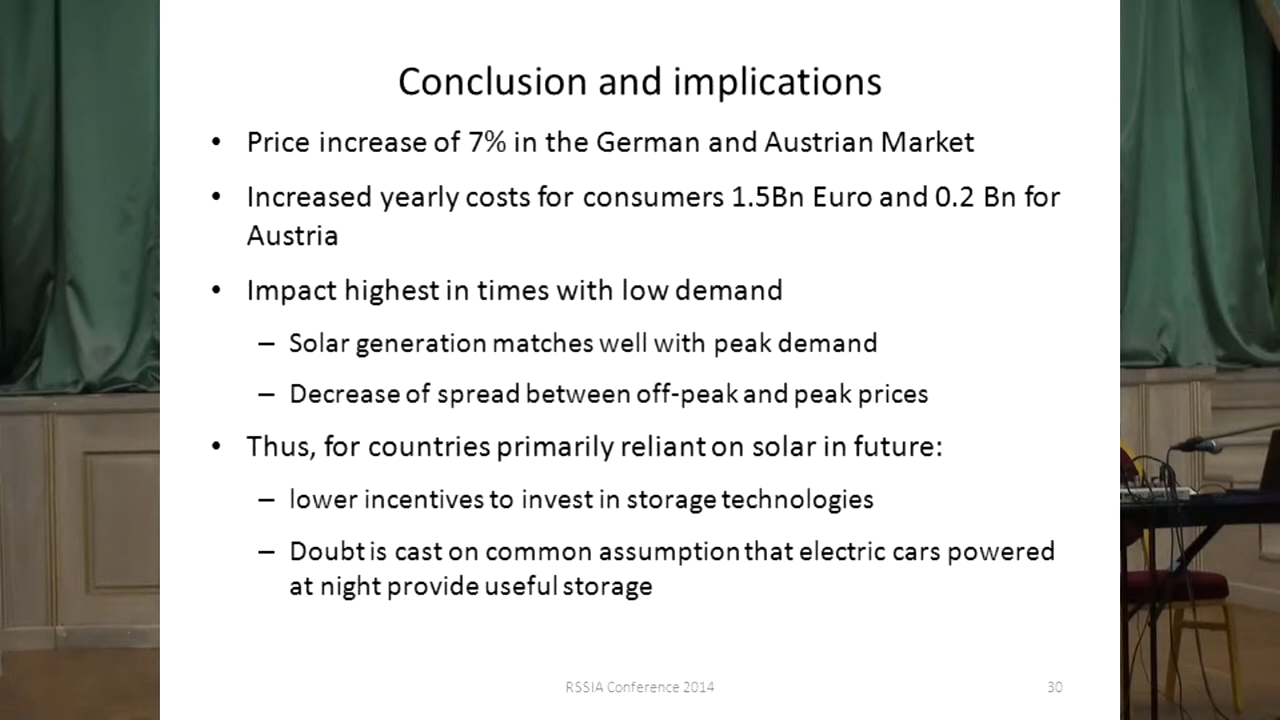 Conclusion and implications
• Price increase of 7% in the German and Austrian Market
• Increased yearly costs for consumers 1.5Bn Euro and 0.2 Bn for
Austria
• Impact highest in times with low demand
– Solar generation matches well with peak demand
– Decrease of spread between off-peak and peak prices
• Thus, for countries primarily reliant on solar in future:
– lower incentives to invest in storage technologies
– Doubt is cast on common assumption that electric cars powered
at night provide useful storage
RSSIA Conference 2014
30